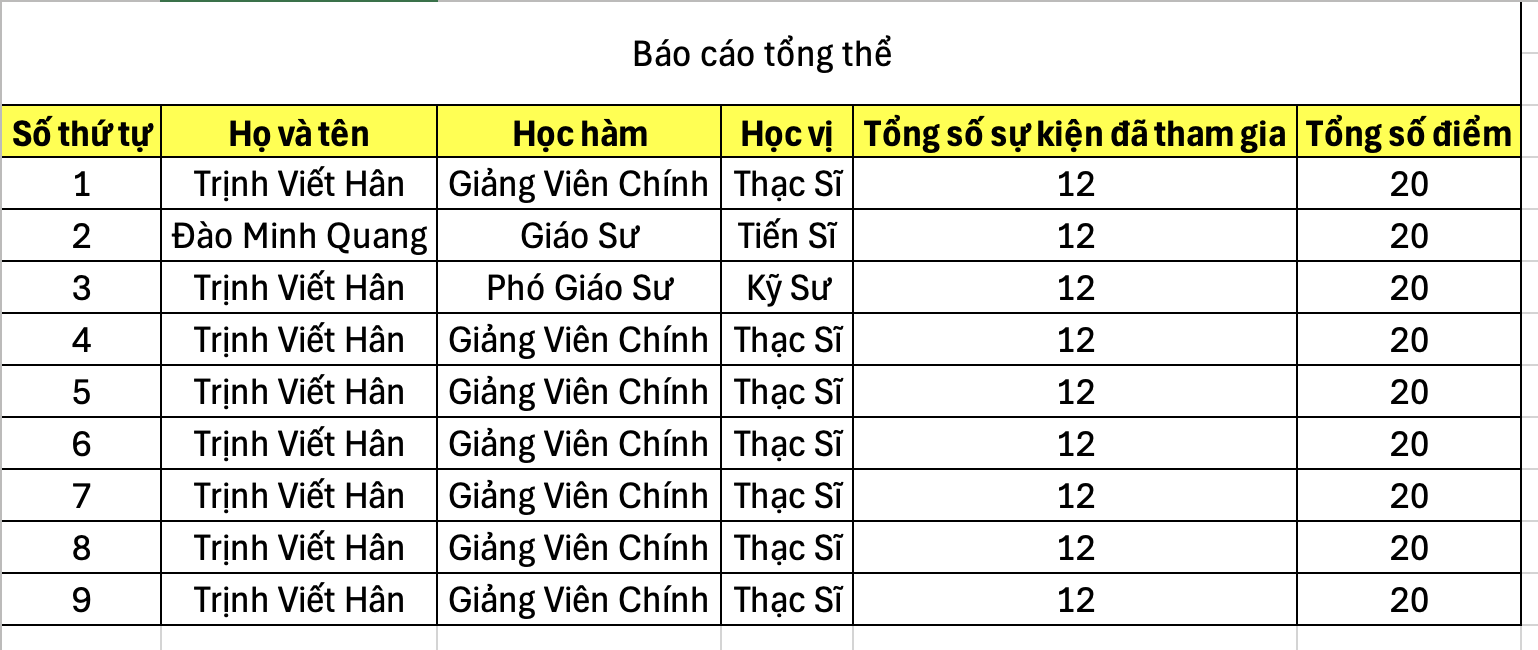 Báo cáo tổng thể
Số thứ tự Họ và tên Học hàm Học vị Tổng số sự kiện đã tham gia Tổng số điểm
1 Trịnh Viết Hân Giảng Viên Chính Thạc Sĩ 12 20
2 Đào Minh Quang Giáo Sư Tiến Sĩ 12 20
3 Trịnh Viết Hân Phó Giáo Sư Kỹ Sư 12 20
4 Trịnh Viết Hân Giảng Viên Chính Thạc Sĩ 12 20
5 Trịnh Viết Hân Giảng Viên Chính Thạc Sĩ 12 20
6 Trịnh Viết Hân Giảng Viên Chính Thạc Sĩ 12 20
7 Trịnh Viết Hân Giảng Viên Chính Thạc Sĩ 12 20
8 Trịnh Viết Hân Giảng Viên Chính Thạc Sĩ 12 20
9 Trịnh Viết Hân Giảng Viên Chính Thạc Sĩ 12 20